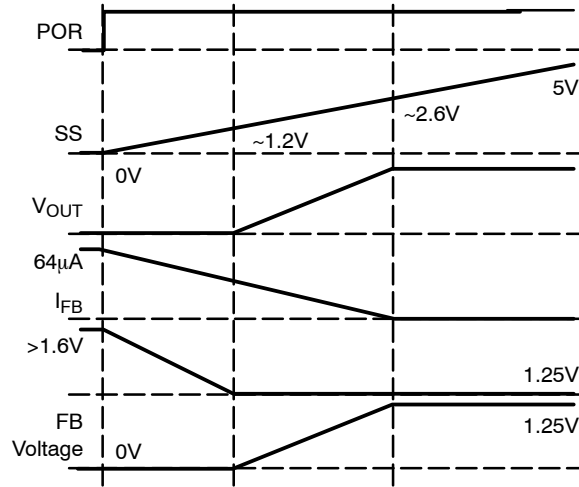 POR
SS
5V
~2.6V
~1.2V
0V
VOUT
64µA
IFB
>1.6V
1.25V
FB
Voltage
1.25V
0V